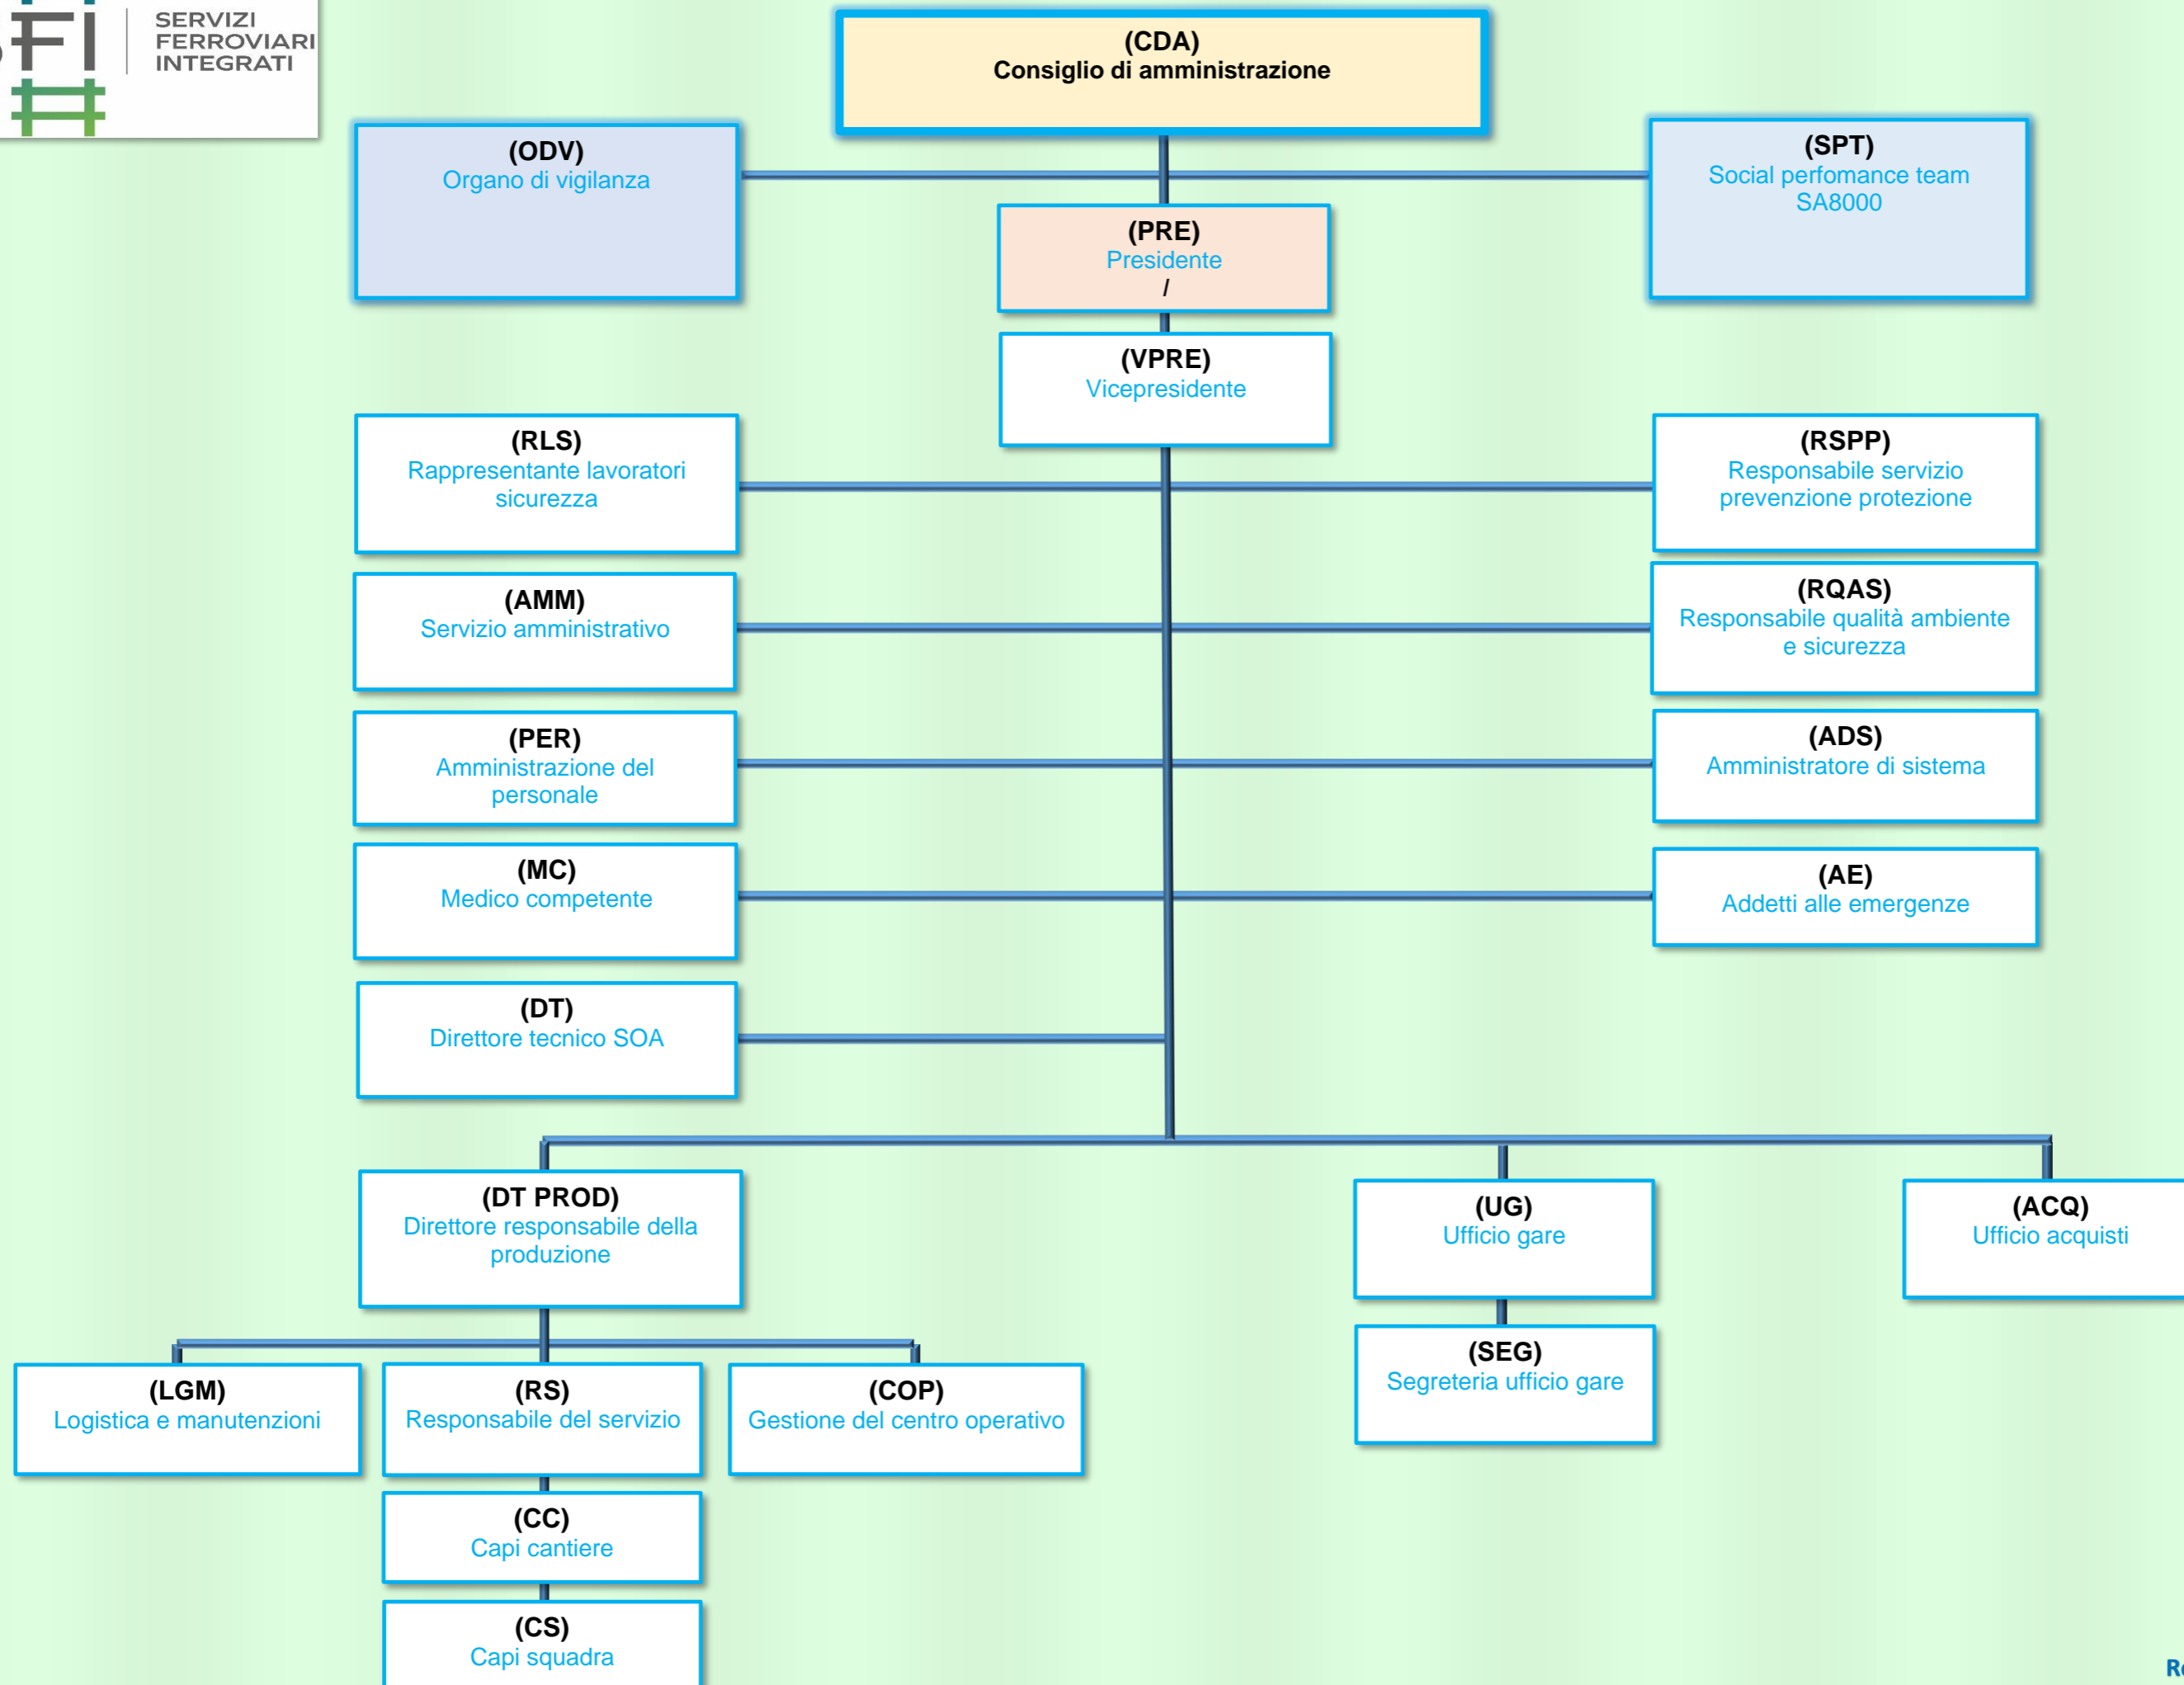 SERVIZI
FERROVIARI
INTEGRATI
(CDA)
Consiglio di amministrazione
(ODV)
Organo di vigilanza
(SPT)
Social perfomance team
SA8000
(PRE)
Presidente
/
(VPRE)
Vicepresidente
(RLS)
Rappresentante lavoratori
sicurezza
(RSPP)
Responsabile servizio
prevenzione protezione
(AMM)
Servizio amministrativo
(RQAS)
Responsabile qualità ambiente
e sicurezza
(PER)
Amministrazione del
personale
(ADS)
Amministratore di sistema
(MC)
Medico competente
(AE)
Addetti alle emergenze
(DT)
Direttore tecnico SOA
(DT PROD)
Direttore responsabile della
produzione
(UG)
Ufficio gare
(ACQ)
Ufficio acquisti
(SEG)
Segreteria ufficio gare
(LGM)
Logistica e manutenzioni
(RS)
Responsabile del servizio
(COP)
Gestione del centro operativo
(CC)
Capi cantiere
(CS)
Capi squadra